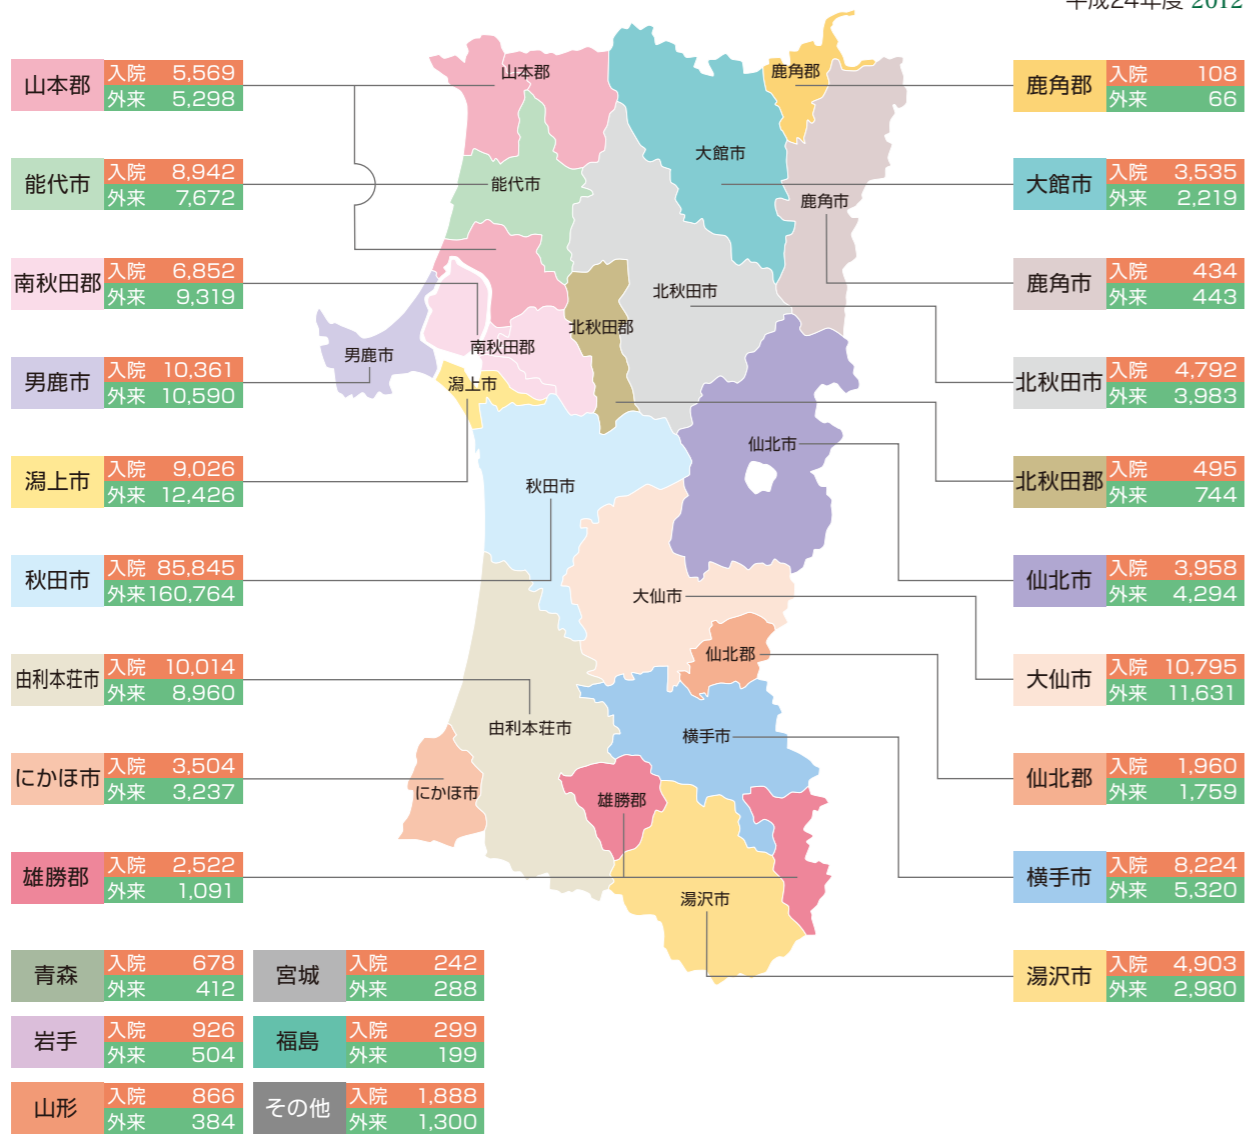 平成24年度 2012
山本郡 入院 5,569
外来 5,298
能代市 入院 8,942
外来 7,672
南秋田郡 入院 6,852
外来 9,319
男鹿市 入院 10,361
外来 10,590
潟上市 入院 9,026
外来 12,426
秋田市 入院 85,845
外来 160,764
由利本荘市 入院 10,014
外来 8,960
にかほ市 入院 3,504
外来 3,237
雄勝郡 入院 2,522
外来 1,091
山本郡
鹿角郡
大館市
能代市
鹿角市
北秋田市
北秋田郡
南秋田郡
男鹿市
潟上市
仙北市
秋田市
大仙市
仙北郡
由利本荘市
横手市
にかほ市
雄勝郡
湯沢市
鹿角郡 入院 108
外来 66
大館市 入院 3,535
外来 2,219
鹿角市 入院 434
外来 443
北秋田市 入院 4,792
外来 3,983
北秋田郡 入院 495
外来 744
仙北市 入院 3,958
外来 4,294
大仙市 入院 10,795
外来 11,631
仙北郡 入院 1,960
外来 1,759
横手市 入院 8,224
外来 5,320
湯沢市 入院 4,903
外来 2,980
青森 入院 678
外来 412
宮城 入院 242
外来 288
岩手 入院 926
外来 504
福島 入院 299
外来 199
山形 入院 866
外来 384
その他 入院 1,888
外来 1,300